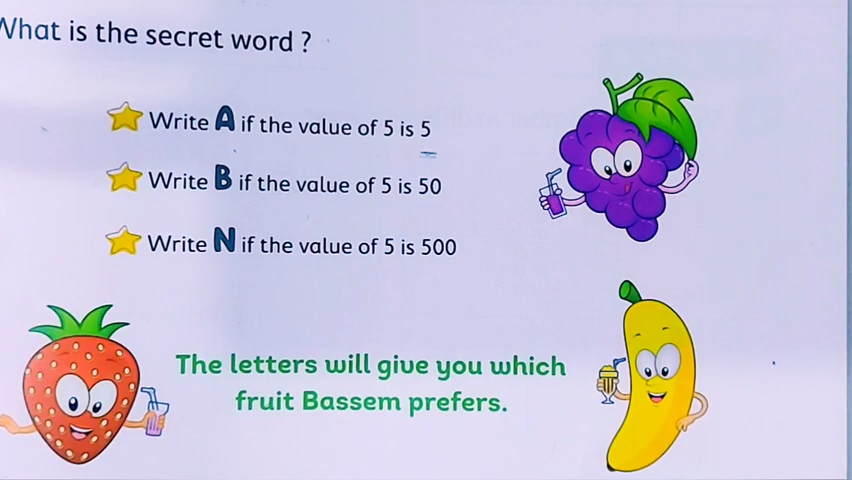 What is the secret word ?
Write A if the value of 5 is 5
Write B if the value of 5 is 50
Write N if the value of 5 is 500
The letters will give you which
fruit Bassem prefers.